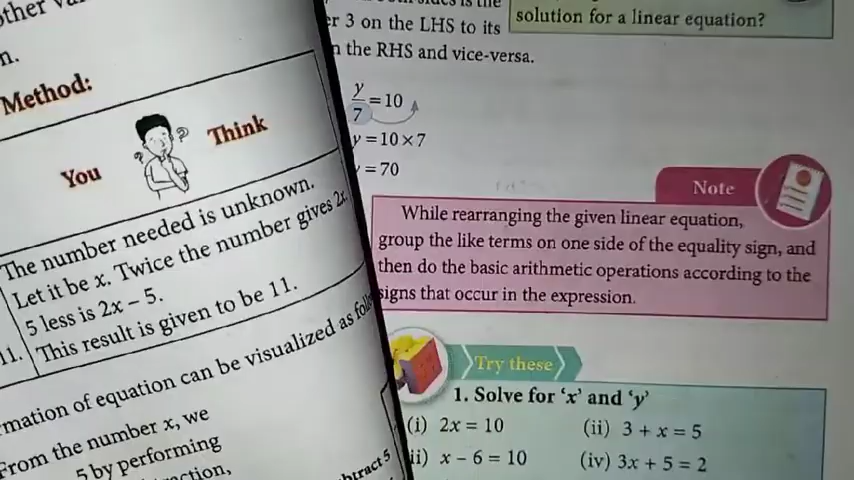 other
n.
Method:
You Think
The number needed is unknown.
Let it be x. Twice the number gives 2x.
5 less is 2x – 5.
11. This result is given to be 11.
mation of equation can be visualized as
From the number x, we
5 by performing
subtract 5
er 3 on the LHS to its
n the RHS and vice-versa.
solution for a linear equation?
y/7 = 10
y = 10 × 7
= 70
Note
While rearranging the given linear equation,
group the like terms on one side of the equality sign, and
then do the basic arithmetic operations according to the
signs that occur in the expression.
Try these
1. Solve for ‘x’ and ‘y’
(i) 2x = 10 (ii) 3 + x = 5
ii) x – 6 = 10 (iv) 3x + 5 = 2